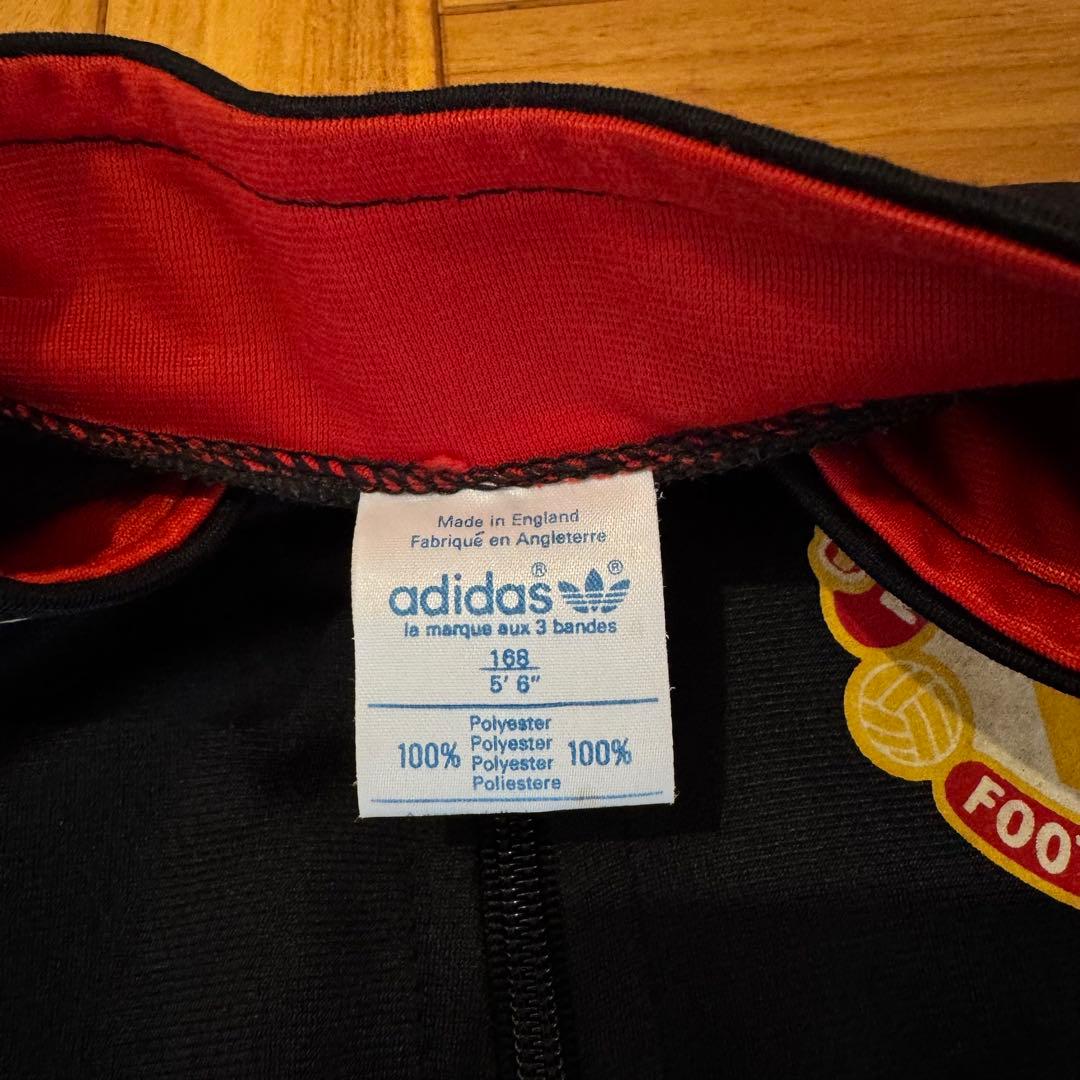 Made in England
Fabriqué en Angleterre
adidas®®
la marque aux 3 bandes
168
5' 6"
Polyester
100% Polyester 100%
Polyester
Poliestere